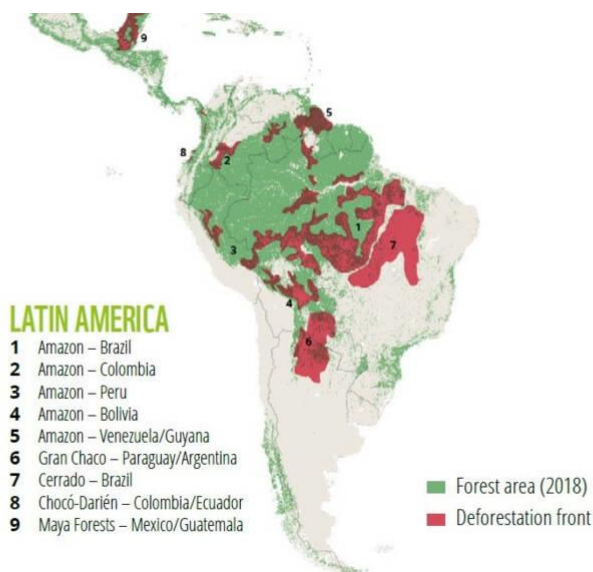 9
5
8
2
1
7
3
4
6
LATIN AMERICA
1 Amazon – Brazil
2 Amazon – Colombia
3 Amazon – Peru
4 Amazon – Bolivia
5 Amazon – Venezuela/Guyana
6 Gran Chaco – Paraguay/Argentina
7 Cerrado – Brazil
8 Chocó-Darién – Colombia/Ecuador
9 Maya Forests – Mexico/Guatemala
Forest area (2018)
Deforestation front